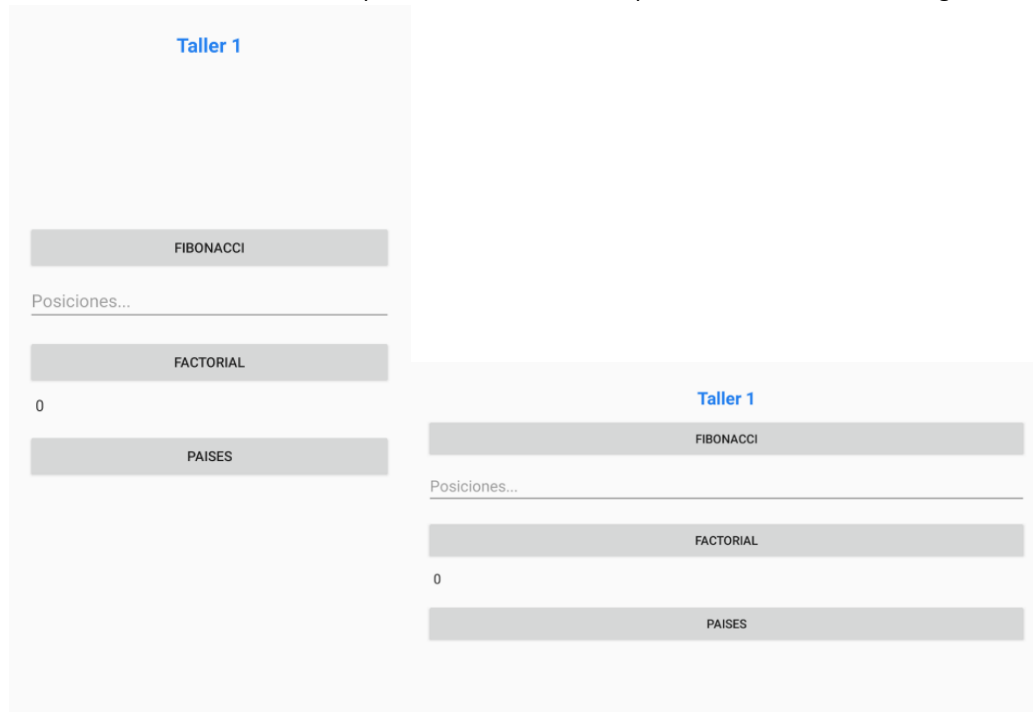 Taller 1
FIBONACCI
Posiciones...
FACTORIAL
0
PAISES
Taller 1
FIBONACCI
Posiciones...
FACTORIAL
0
PAISES